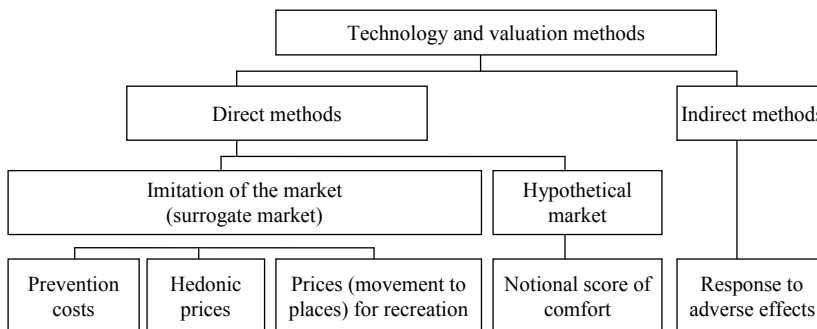 Technology and valuation methods
Direct methods
Indirect methods
Imitation of the market
(surrogate market)
Hypothetical
market
Prevention
costs
Hedonic
prices
Prices (movement to
places) for recreation
Notional score of
comfort
Response to
adverse effects